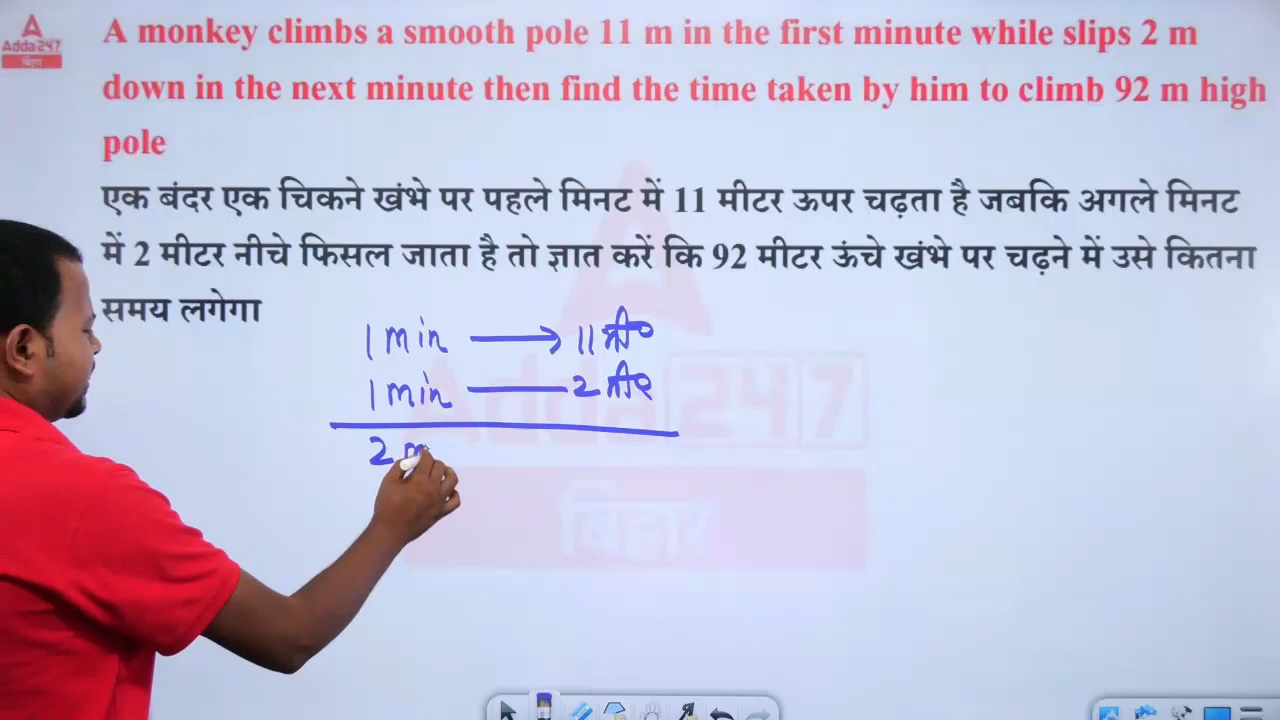 Adda247
बिहार
A monkey climbs a smooth pole 11 m in the first minute while slips 2 m
down in the next minute then find the time taken by him to climb 92 m high
pole
एक बंदर एक चिकने खंभे पर पहले मिनट में 11 मीटर ऊपर चढ़ता है जबकि अगले मिनट
में 2 मीटर नीचे फिसल जाता है तो ज्ञात करें कि 92 मीटर ऊंचे खंभे पर चढ़ने में उसे कितना
समय लगेगा
1 min → 11 मी०
1 min — 2 मी०
2 m
Adda247
बिहार